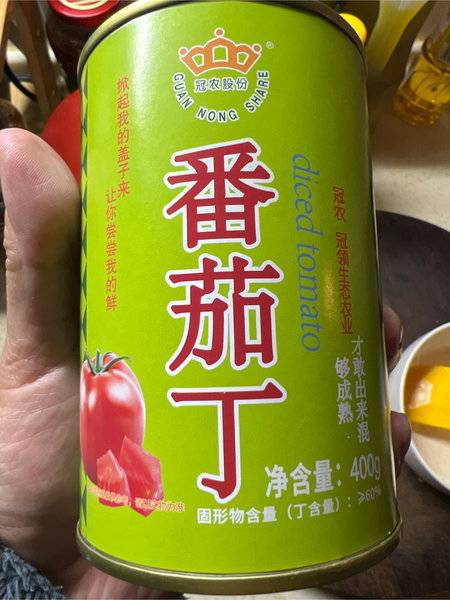 冠农股份
GUAN NONG SHARE
掀起我的盖子来
让你尝尝我的鲜
番茄丁
diced tomato
冠农 冠领生态农业
才敢出来混
够成熟·
净含量：400g
固形物含量（丁含量）：≥60%